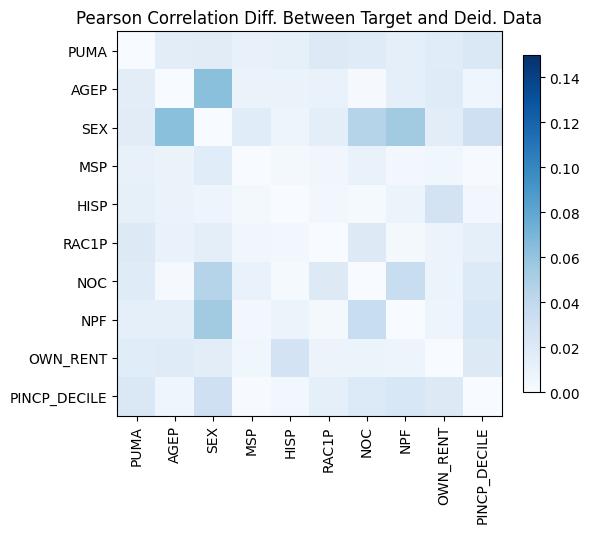 Pearson Correlation Diff. Between Target and Deid. Data
PUMA
AGEP
SEX
MSP
HISP
RAC1P
NOC
NPF
OWN_RENT
PINCP_DECILE
PUMA
AGEP
SEX
MSP
HISP
RAC1P
NOC
NPF
OWN_RENT
PINCP_DECILE
0.14
0.12
0.10
0.08
0.06
0.04
0.02
0.00